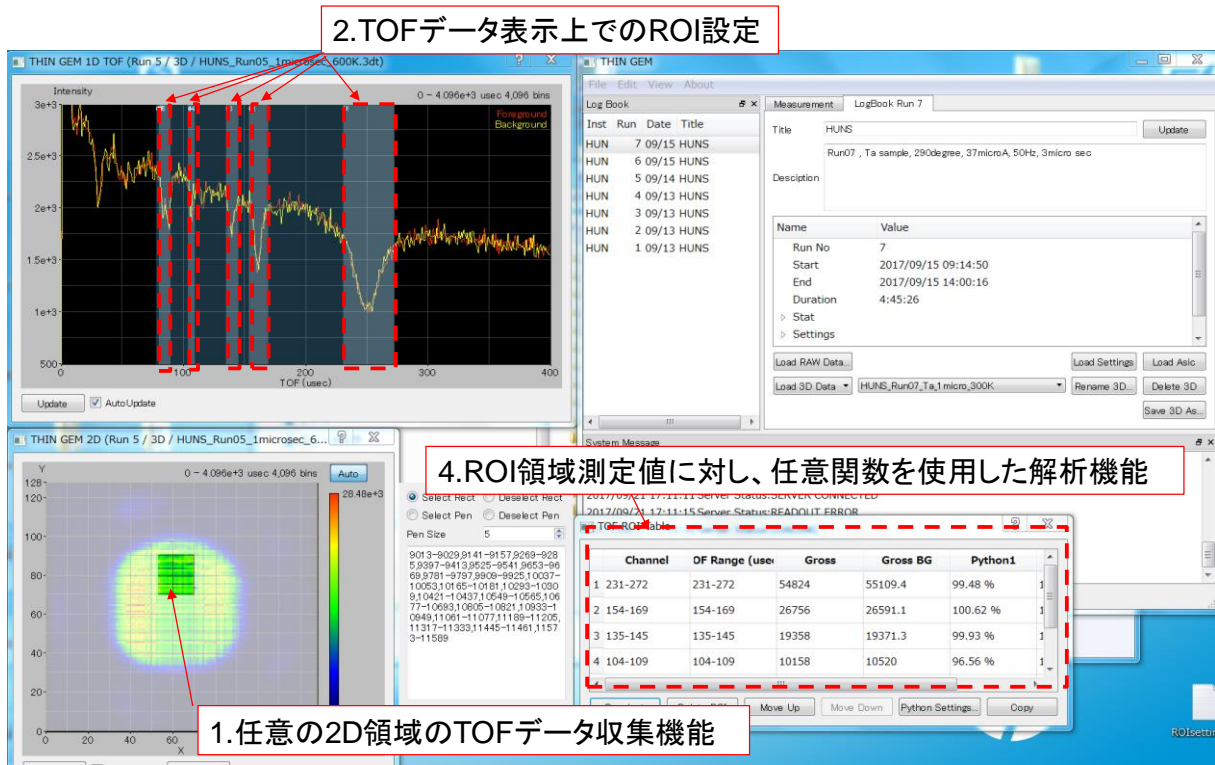 2.TOFデータ表示上でのROI設定
THIN GEM 1D TOF (Run 5 / 3D / HUNS_Run05_1microsec_600K.3dt)
Intensity
0 - 4.096e+3 usec 4,096 bins
Foreground
Background
3e+3
2.5e+3
2e+3
1.5e+3
1e+3
500
0
100
200
300
400
TOF (usec)
Update
AutoUpdate
THIN GEM
File Edit View About
Log Book
Inst Run Date Title
HUN 7 09/15 HUNS
HUN 6 09/15 HUNS
HUN 5 09/14 HUNS
HUN 4 09/13 HUNS
HUN 3 09/13 HUNS
HUN 2 09/13 HUNS
HUN 1 09/13 HUNS
Measurement
LogBook Run 7
Title
HUNS
Update
Run07 , Ta sample, 290degree, 37microA, 50Hz, 3micro sec
Desciption
Name Value
Run No 7
Start 2017/09/15 09:14:50
End 2017/09/15 14:00:16
Duration 4:45:26
Stat
Settings
Load RAW Data...
Load Settings
Load Asic
Load 3D Data
HUNS_Run07_Ta_1micro_300K
Rename 3D...
Delete 3D
Save 3D As...
System Message
4.ROI領域測定値に対し、任意関数を使用した解析機能
2017/09/21 17:11:11 Server Status:SERVER CONNECTED
2017/09/21 17:11:15 Server Status:READOUT ERROR
THIN GEM 2D (Run 5 / 3D / HUNS_Run05_1microsec_6...
Y
0 - 4.096e+3 usec 4,096 bins
Auto
28.48e+3
128
120
100
80
60
40
20
0
0
20
40
60
X
Select Rect
Deselect Rect
Select Pen
Deselect Pen
Pen Size
5
9013-9029,9141-9157,9269-928
5,9397-9413,9525-9541,9653-96
69,9781-9797,9909-9925,10037-
10053,10165-10181,10293-1030
9,10421-10437,10549-10565,106
77-10693,10805-10821,10933-1
0949,11061-11077,11189-11205,
11317-11333,11445-11461,1157
3-11589
TOF ROI Table
Channel
OF Range (usec
Gross
Gross BG
Python1
1 231-272 231-272 54824 55109.4 99.48 % 1
2 154-169 154-169 26756 26591.1 100.62 % 1
3 135-145 135-145 19358 19371.3 99.93 % 1
4 104-109 104-109 10158 10520 96.56 % 1
Move Up
Move Down
Python Settings...
Copy
1.任意の2D領域のTOFデータ収集機能
ROIsetti